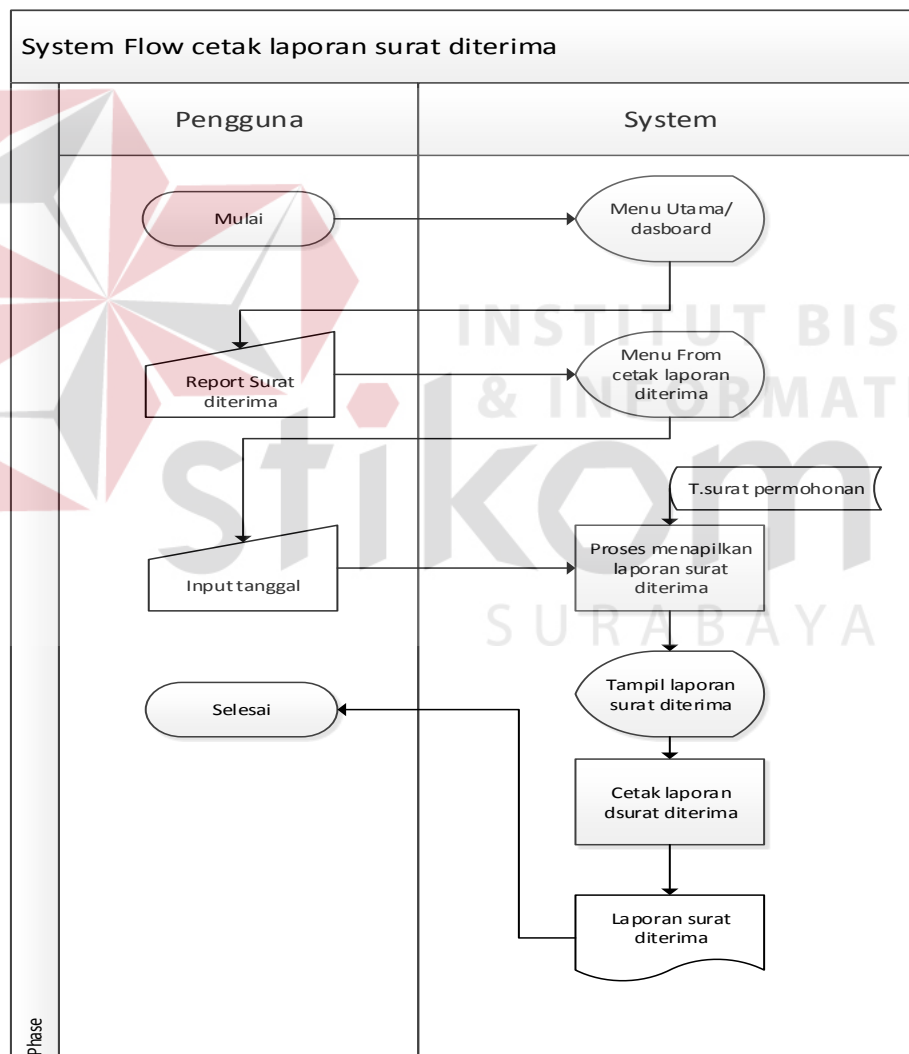 System Flow cetak laporan surat diterima
Pengguna
System
Mulai
Menu Utama/
dasboard
INSTITUT BIS
Report Surat
diterima
Menu From
cetak laporan
diterima
& INFORMATI
stikom
T.surat permohonan
Input tanggal
Proses menapilkan
laporan surat
diterima
SURABAYA
Selesai
Tampil laporan
surat diterima
Cetak laporan
dsurat diterima
Laporan surat
diterima
Phase